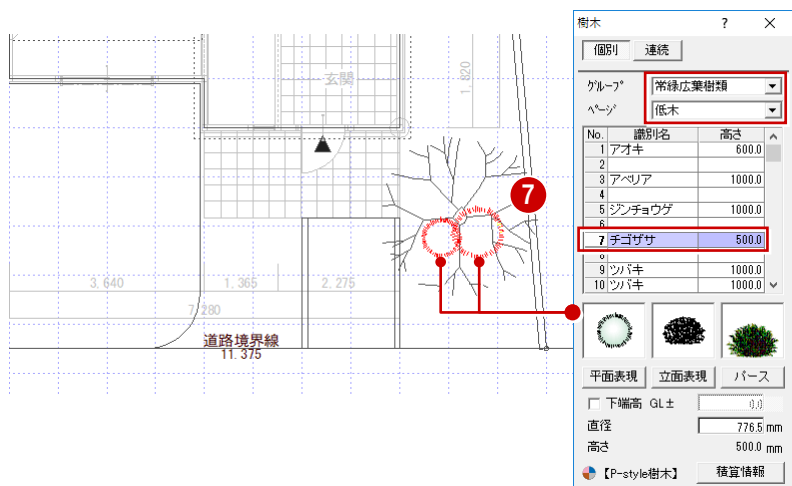 玄関
1,820
3,640
1,365
2,275
7,280
道路境界線
11.375
7
樹木
?
×
個別
連続
グループ
常緑広葉樹類
ページ
低木
No. 識別名 高さ
1 アオキ 600.0
2
3 アベリア 1000.0
4
5 ジンチョウゲ 1000.0
6
7 チゴザサ 500.0
8
9 ツバキ 1000.0
10 ツバキ 1000.0
平面表現
立面表現
パース
下端高 GL± 0.0
直径 776.5 mm
高さ 500.0 mm
【P-style樹木】
積算情報